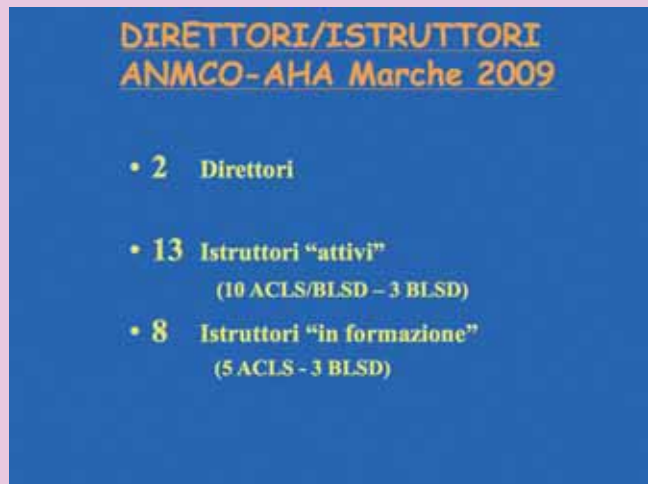 DIRETTORI/ISTRUTTORI
ANMCO-AHA Marche 2009
• 2 Direttori
• 13 Istruttori “attivi”
(10 ACLS/BLSD – 3 BLSD)
• 8 Istruttori “in formazione”
(5 ACLS - 3 BLSD)